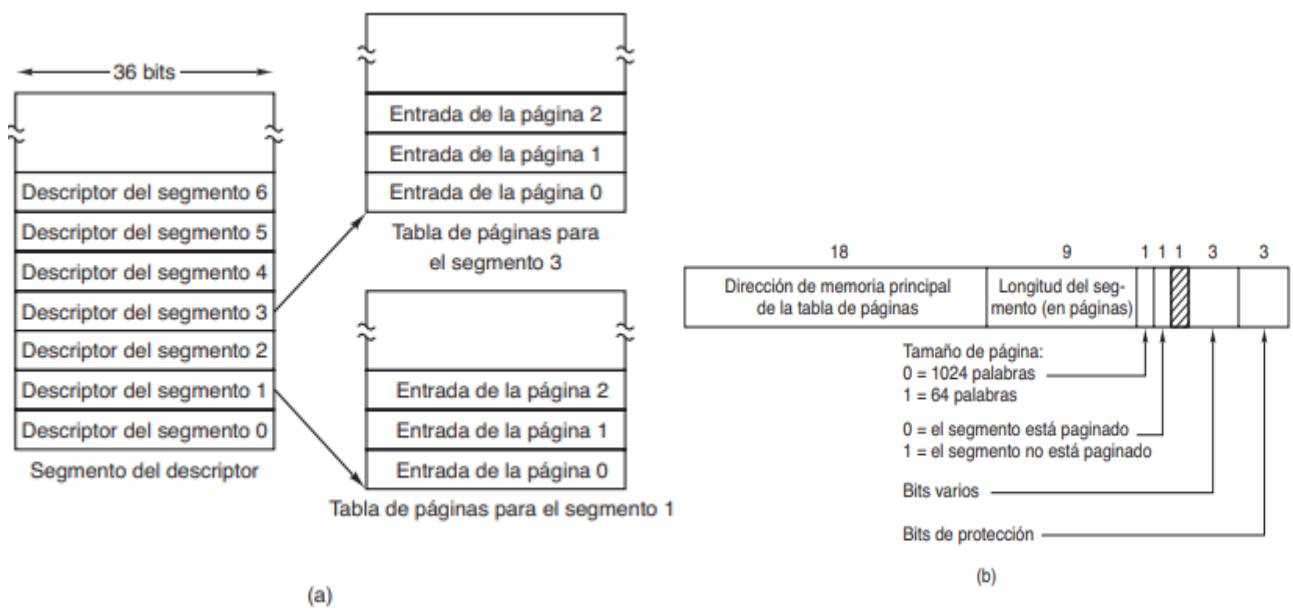 36 bits
Descriptor del segmento 6
Descriptor del segmento 5
Descriptor del segmento 4
Descriptor del segmento 3
Descriptor del segmento 2
Descriptor del segmento 1
Descriptor del segmento 0
Segmento del descriptor
Entrada de la página 2
Entrada de la página 1
Entrada de la página 0
Tabla de páginas para
el segmento 3
Entrada de la página 2
Entrada de la página 1
Entrada de la página 0
Tabla de páginas para el segmento 1
(a)
18 9 1 1 1 3 3
Dirección de memoria principal
de la tabla de páginas
Longitud del seg-
mento (en páginas)
Tamaño de página:
0 = 1024 palabras
1 = 64 palabras
0 = el segmento está paginado
1 = el segmento no está paginado
Bits varios
Bits de protección
(b)